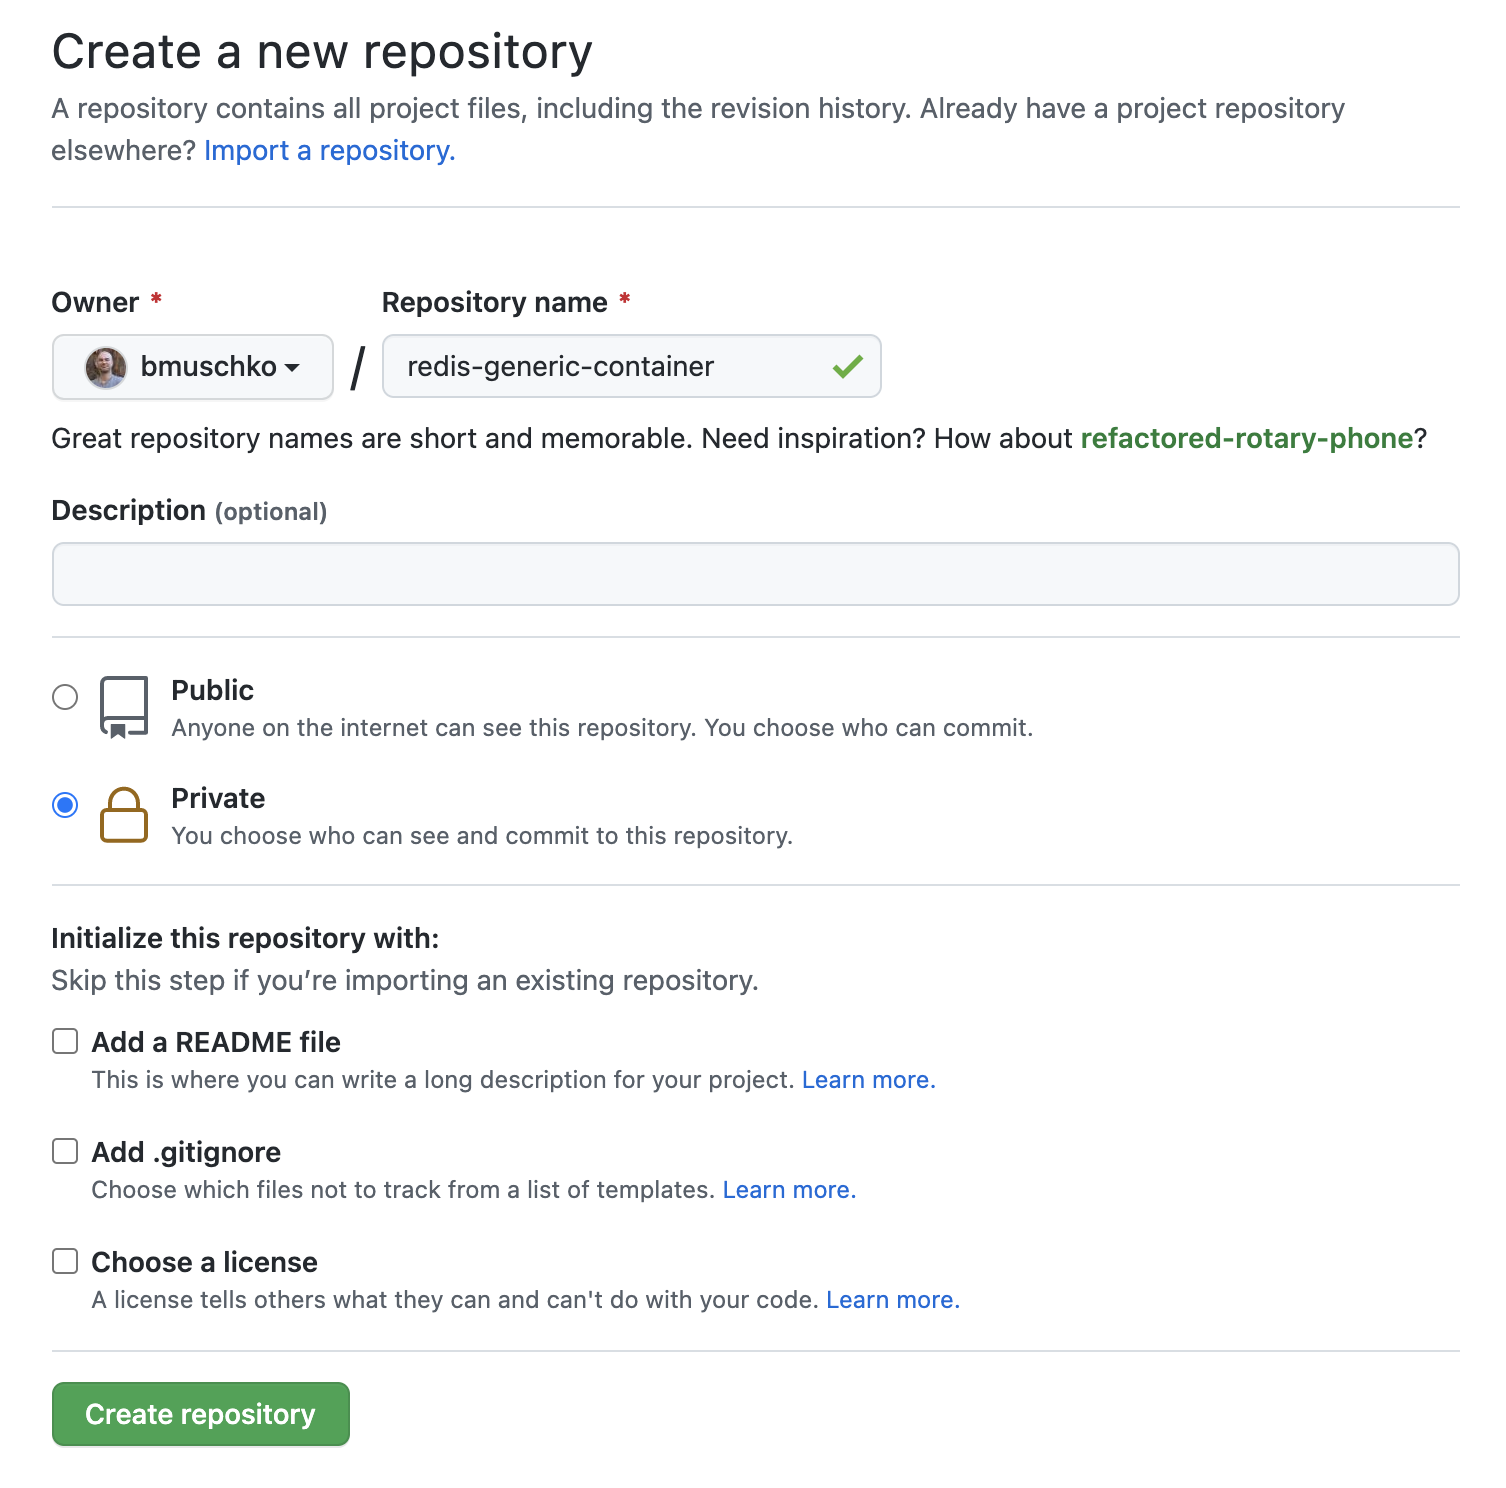 Create a new repository
A repository contains all project files, including the revision history. Already have a project repository
elsewhere? Import a repository.
Owner * Repository name *
bmuschko / redis-generic-container
Great repository names are short and memorable. Need inspiration? How about refactored-rotary-phone?
Description (optional)
Public
Anyone on the internet can see this repository. You choose who can commit.
Private
You choose who can see and commit to this repository.
Initialize this repository with:
Skip this step if you’re importing an existing repository.
Add a README file
This is where you can write a long description for your project. Learn more.
Add .gitignore
Choose which files not to track from a list of templates. Learn more.
Choose a license
A license tells others what they can and can't do with your code. Learn more.
Create repository